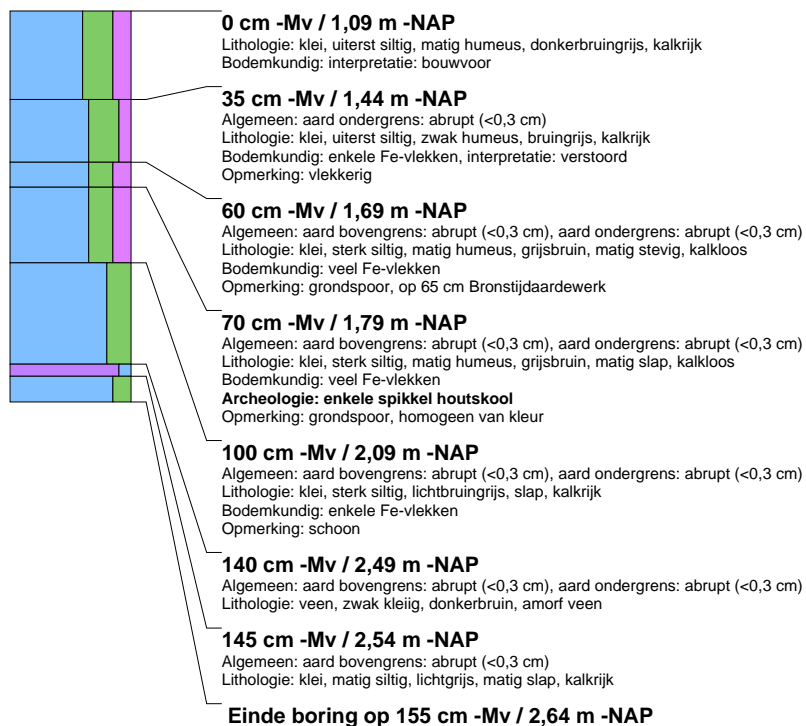 0 cm -Mv / 1,09 m -NAP
Lithologie: klei, uiterst siltig, matig humeus, donkerbruingrijs, kalkrijk
Bodemkundig: interpretatie: bouwvoor
35 cm -Mv / 1,44 m -NAP
Algemeen: aard ondergrens: abrupt (<0,3 cm)
Lithologie: klei, uiterst siltig, zwak humeus, bruingrijs, kalkrijk
Bodemkundig: enkele Fe-vlekken, interpretatie: verstoord
Opmerking: vlekkerig
60 cm -Mv / 1,69 m -NAP
Algemeen: aard bovengrens: abrupt (<0,3 cm), aard ondergrens: abrupt (<0,3 cm)
Lithologie: klei, sterk siltig, matig humeus, grijsbruin, matig stevig, kalkloos
Bodemkundig: veel Fe-vlekken
Opmerking: grondspoor, op 65 cm Bronstijdaardewerk
70 cm -Mv / 1,79 m -NAP
Algemeen: aard bovengrens: abrupt (<0,3 cm), aard ondergrens: abrupt (<0,3 cm)
Lithologie: klei, sterk siltig, matig humeus, grijsbruin, matig slap, kalkloos
Bodemkundig: veel Fe-vlekken
Archeologie: enkele spikkel houtskool
Opmerking: grondspoor, homogeen van kleur
100 cm -Mv / 2,09 m -NAP
Algemeen: aard bovengrens: abrupt (<0,3 cm), aard ondergrens: abrupt (<0,3 cm)
Lithologie: klei, sterk siltig, lichtbruingrijs, slap, kalkrijk
Bodemkundig: enkele Fe-vlekken
Opmerking: schoon
140 cm -Mv / 2,49 m -NAP
Algemeen: aard bovengrens: abrupt (<0,3 cm), aard ondergrens: abrupt (<0,3 cm)
Lithologie: veen, zwak kleiig, donkerbruin, amorf veen
145 cm -Mv / 2,54 m -NAP
Algemeen: aard bovengrens: abrupt (<0,3 cm)
Lithologie: klei, matig siltig, lichtgrijs, matig slap, kalkrijk
Einde boring op 155 cm -Mv / 2,64 m -NAP